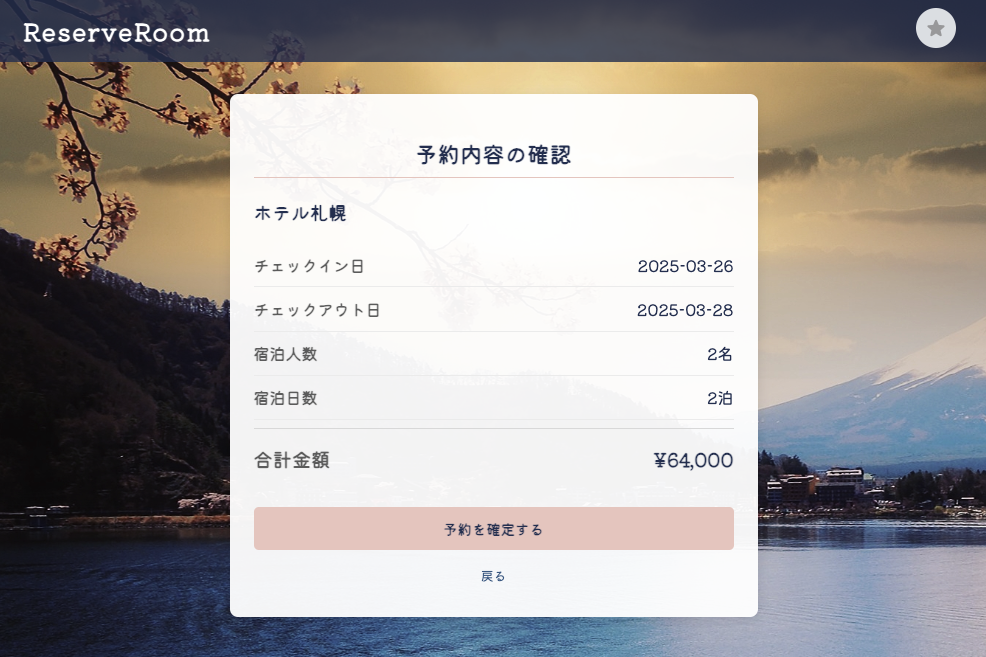 ReserveRoom
予約内容の確認
ホテル札幌
チェックイン日 2025-03-26
チェックアウト日 2025-03-28
宿泊人数 2名
宿泊日数 2泊
合計金額 ¥64,000
予約を確定する
戻る